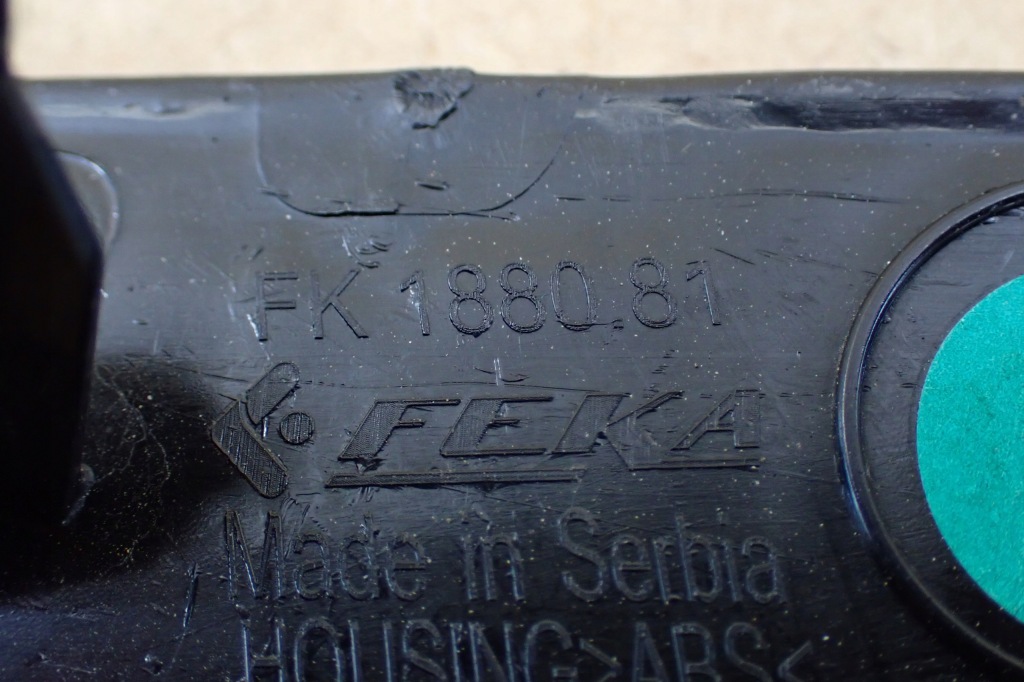 FK 1880.81
FEKA
Made in Serbia
HOUSING>ABS<